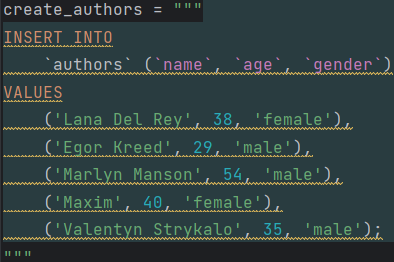 create_authors = """
INSERT INTO
    `authors` (`name`, `age`, `gender`)
VALUES
    ('Lana Del Rey', 38, 'female'),
    ('Egor Kreed', 29, 'male'),
    ('Marlyn Manson', 54, 'male'),
    ('Maxim', 40, 'female'),
    ('Valentyn Strykalo', 35, 'male');
"""